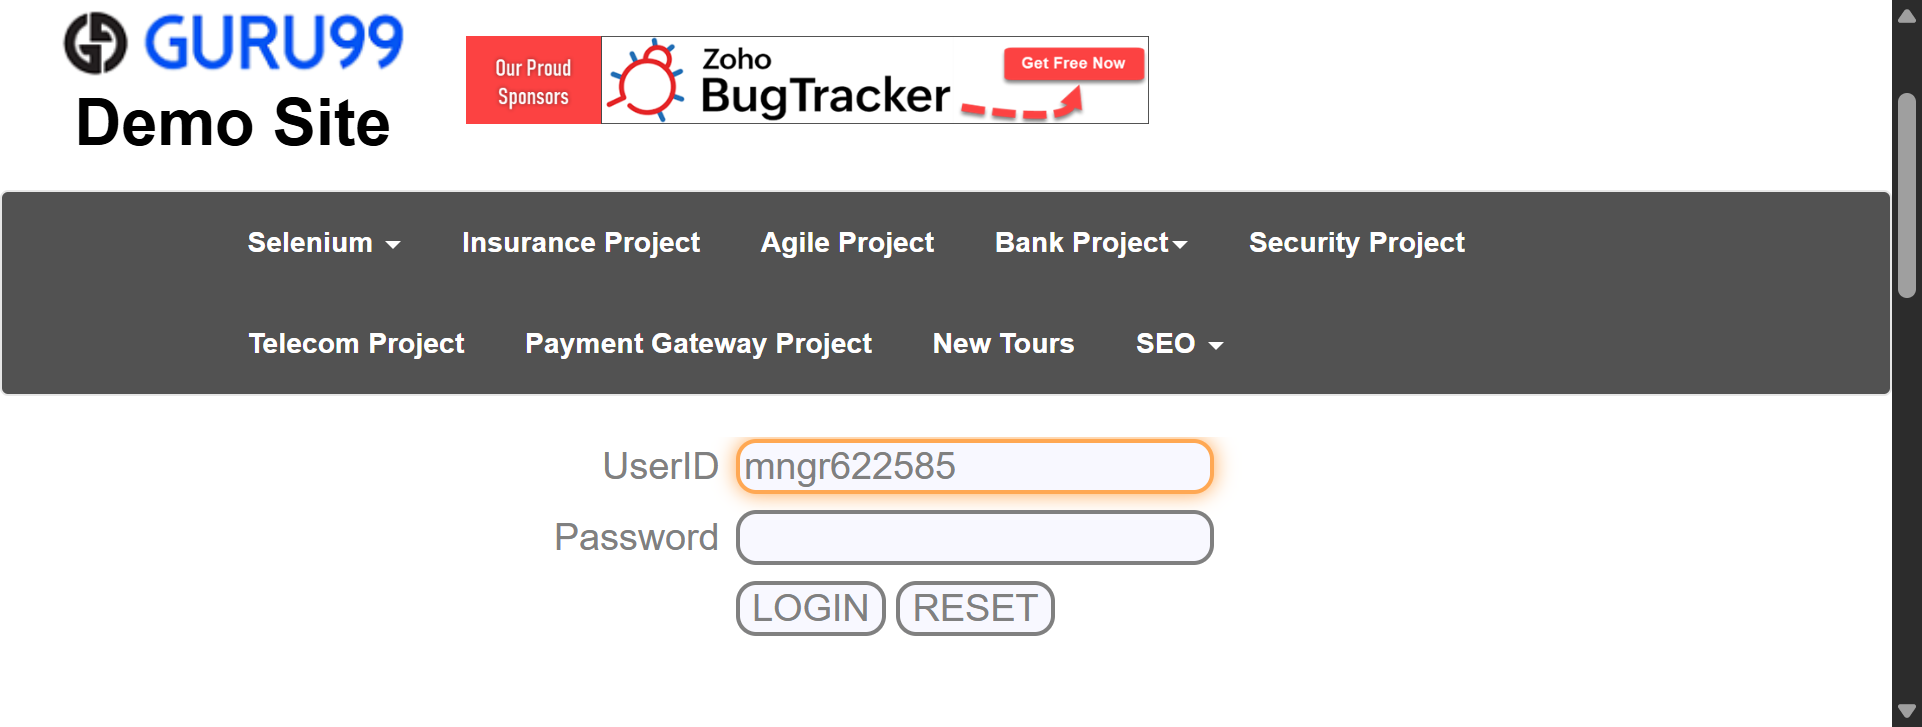 GURU99
Demo Site
Our Proud
Sponsors
Zoho
BugTracker
Get Free Now
Selenium
Insurance Project
Agile Project
Bank Project
Security Project
Telecom Project
Payment Gateway Project
New Tours
SEO
UserID
mngr622585
Password
LOGIN
RESET